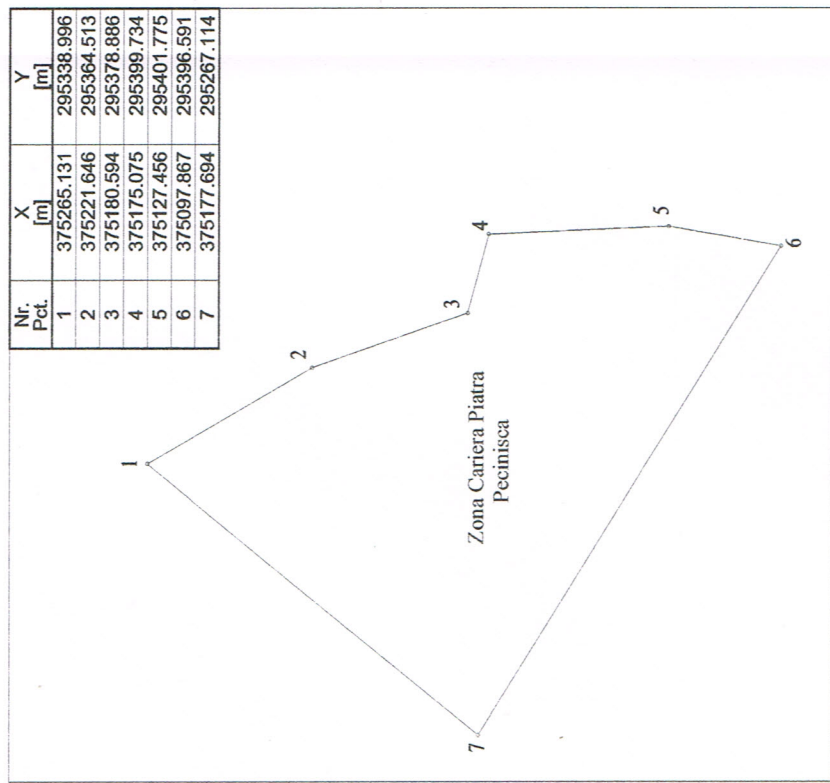 Nr. Pct. X [m] Y [m]
1 375265.131 295338.996
2 375221.646 295364.513
3 375180.594 295378.886
4 375175.075 295399.734
5 375127.456 295401.775
6 375097.867 295396.591
7 375177.694 295267.114
1
2
3
4
5
6
7
Zona Cariera Piatra
Pecinisca